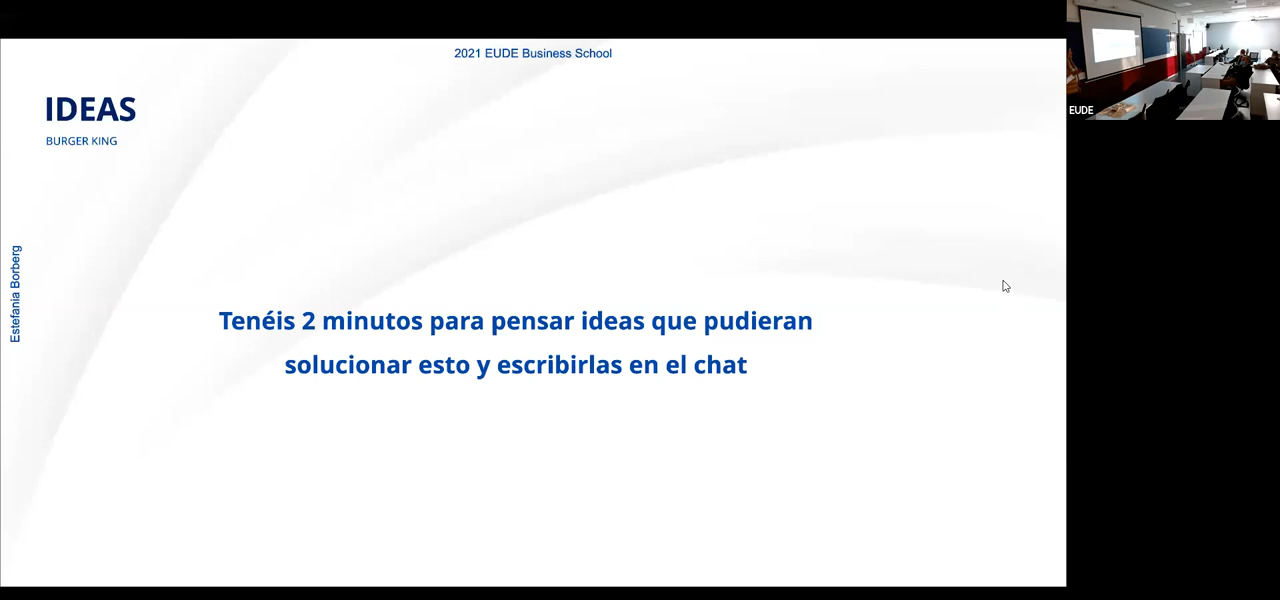 2021 EUDE Business School
IDEAS
BURGER KING
Estefania Borberg
Tenéis 2 minutos para pensar ideas que pudieran
solucionar esto y escribirlas en el chat
EUDE